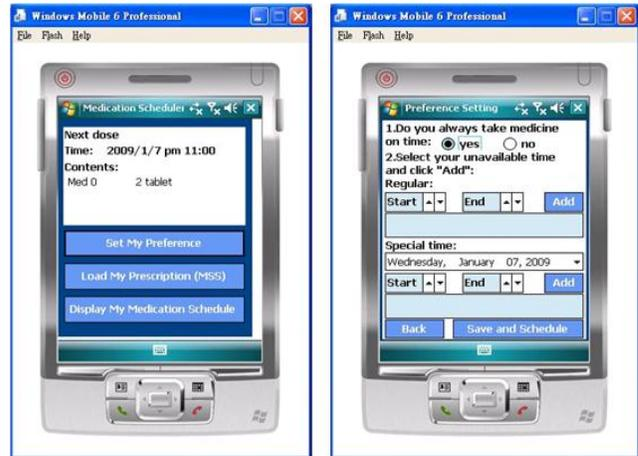 Windows Mobile 6 Professional
File Flash Help
Medication Scheduler
Next dose
Time: 2009/1/7 pm 11:00
Contents:
Med 0 2 tablet
Set My Preference
Load My Prescription (MSS)
Display My Medication Schedule
Windows Mobile 6 Professional
File Flash Help
Preference Setting
1.Do you always take medicine
on time: yes no
2.Select your unavailable time
and click "Add":
Regular:
Start End Add
Special time:
Wednesday, January 07, 2009
Start End Add
Back Save and Schedule